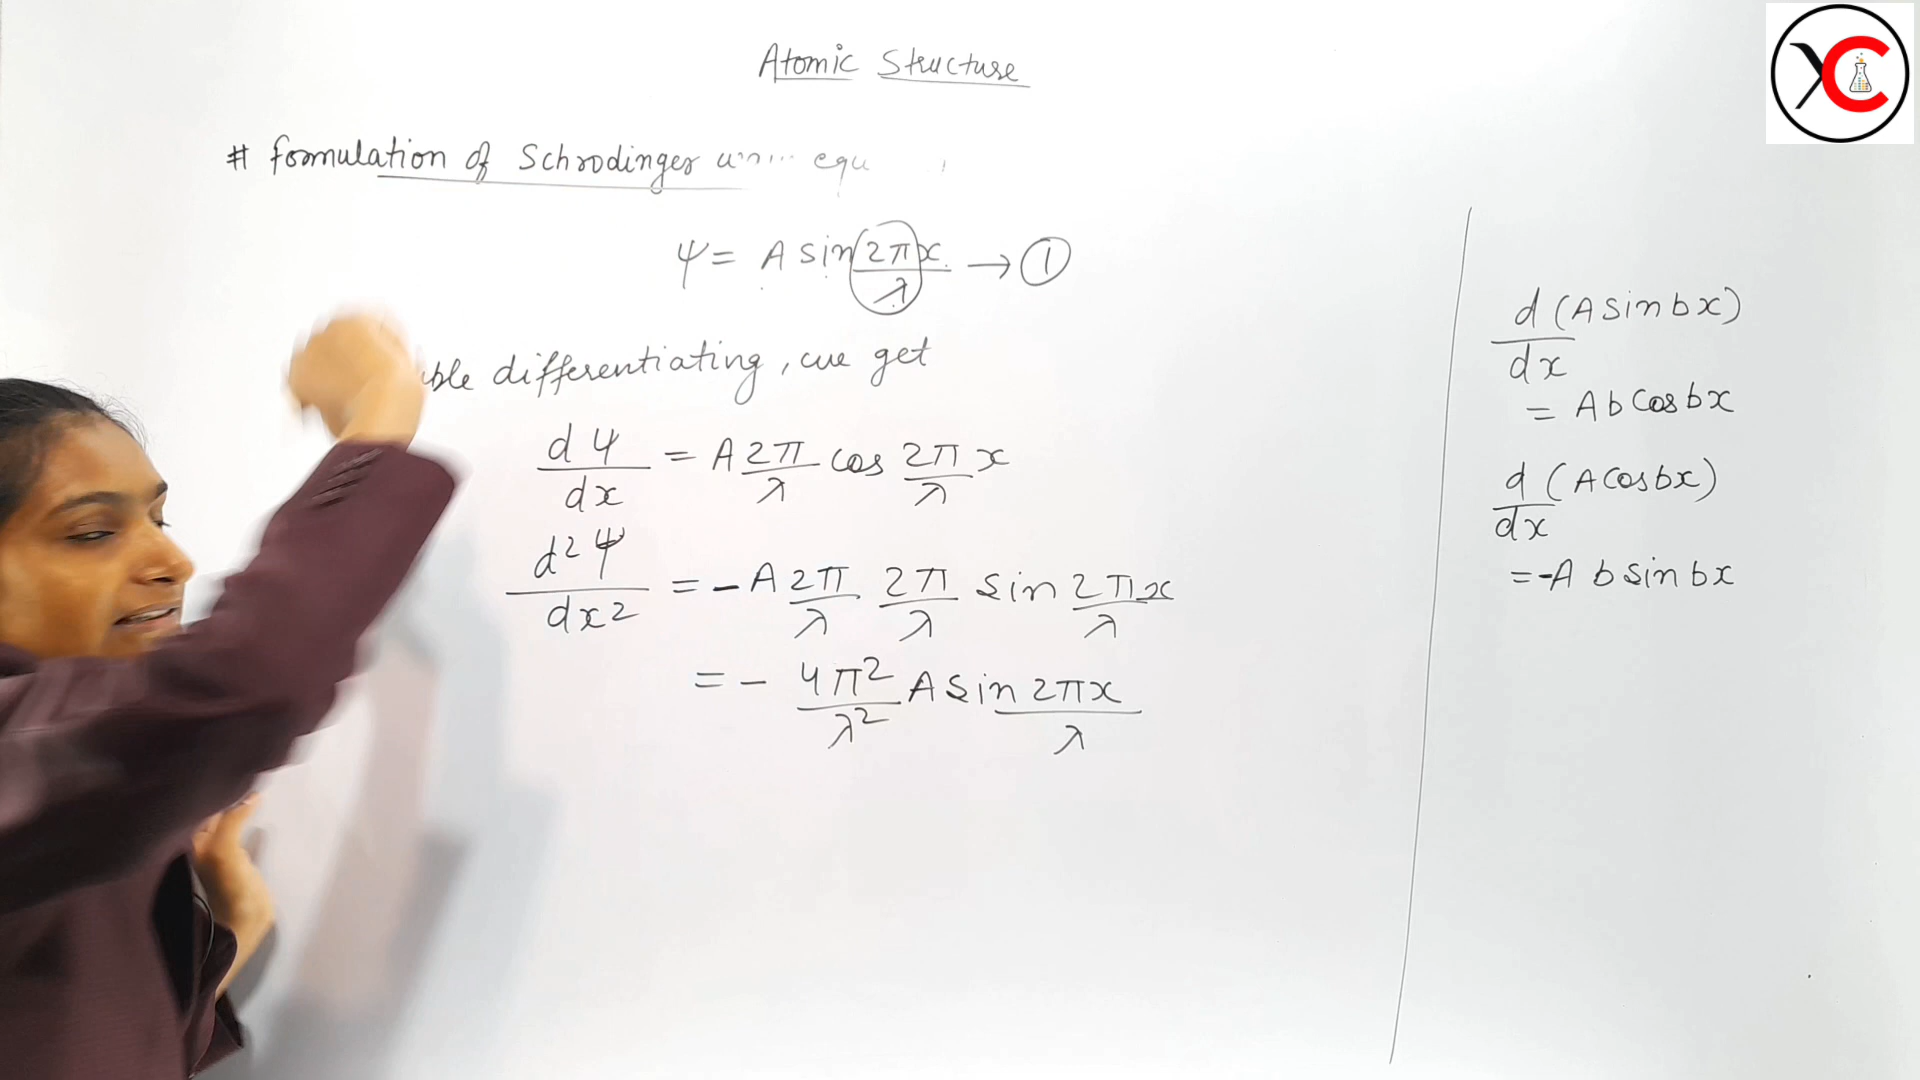 Atomic Structure
# formulation of Schrodinger equ
ψ = A sin 2πx/λ → ①
differentiating, we get
dψ/dx = A 2π/λ cos 2π/λ x
d²ψ/dx² = - A 2π/λ 2π/λ sin 2πx/λ
= - 4π²/λ² A sin 2πx/λ
d/dx (A sin bx)
= A b cos bx
d/dx (A cos bx)
= -A b sin bx